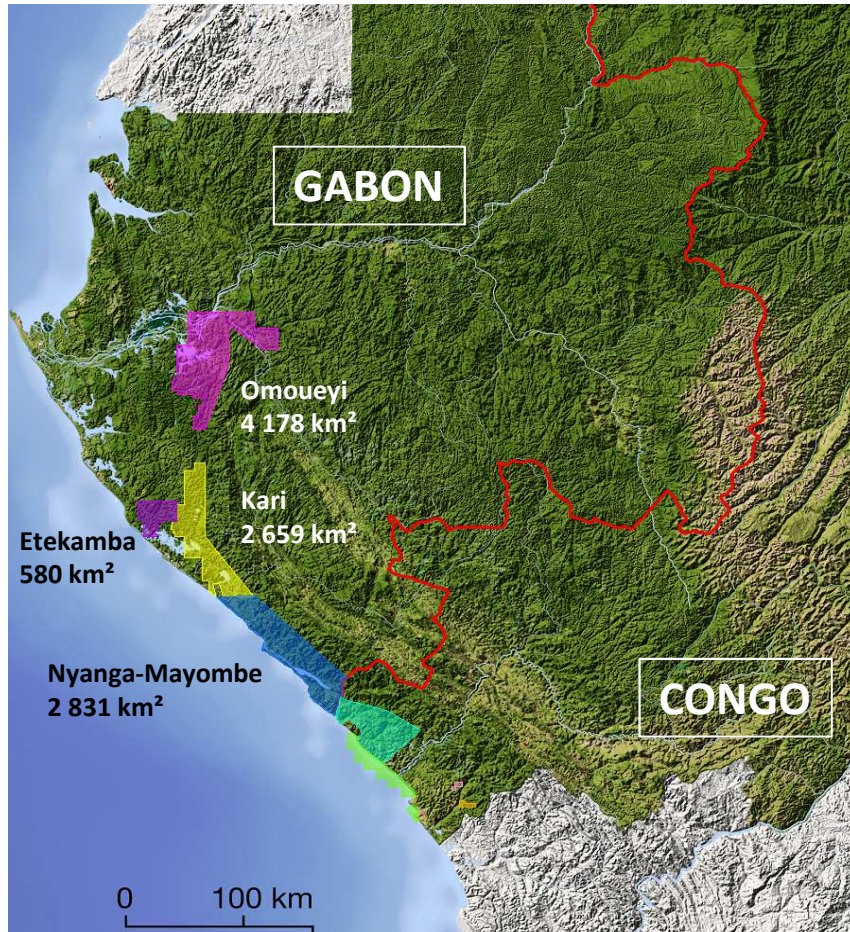 GABON
Omoueyi
4 178 km²
Kari
2 659 km²
Etekamba
580 km²
Nyanga-Mayombe
2 831 km²
CONGO
0 100 km